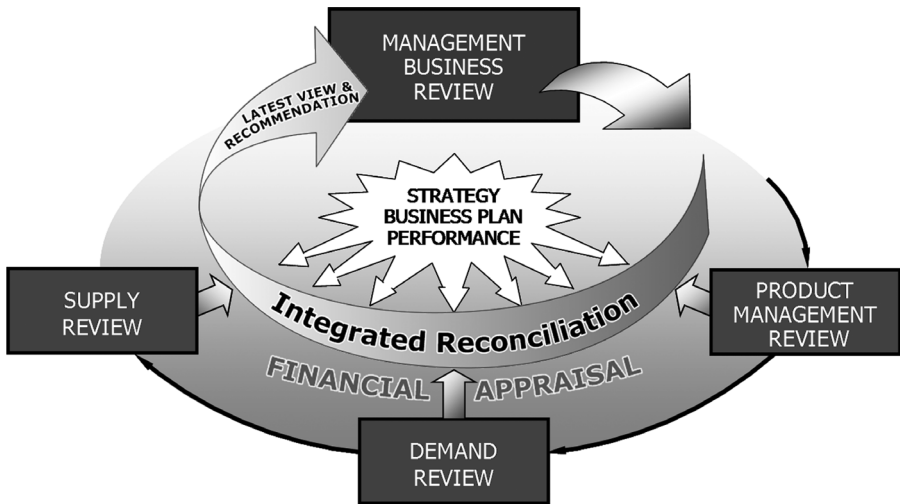 MANAGEMENT
BUSINESS
REVIEW
LATEST VIEW &
RECOMMENDATION
STRATEGY
BUSINESS PLAN
PERFORMANCE
SUPPLY
REVIEW
PRODUCT
MANAGEMENT
REVIEW
Integrated Reconciliation
FINANCIAL APPRAISAL
DEMAND
REVIEW